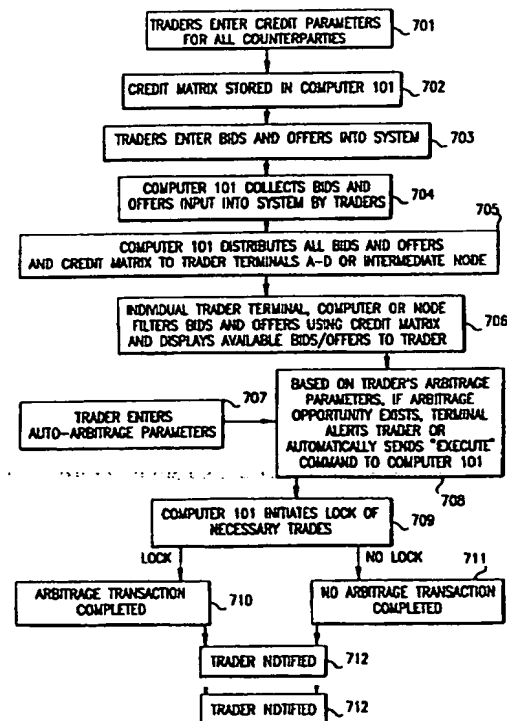 TRADERS ENTER CREDIT PARAMETERS
FOR ALL COUNTERPARTIES
701
CREDIT MATRIX STORED IN COMPUTER 101
702
TRADERS ENTER BIDS AND OFFERS INTO SYSTEM
703
COMPUTER 101 COLLECTS BIDS AND
OFFERS INPUT INTO SYSTEM BY TRADERS
704
705
COMPUTER 101 DISTRIBUTES ALL BIDS AND OFFERS
AND CREDIT MATRIX TO TRADER TERMINALS A-D OR INTERMEDIATE NODE
INDIVIDUAL TRADER TERMINAL, COMPUTER OR NODE
FILTERS BIDS AND OFFERS USING CREDIT MATRIX
AND DISPLAYS AVAILABLE BIDS/OFFERS TO TRADER
706
707
TRADER ENTERS
AUTO-ARBITRAGE PARAMETERS
BASED ON TRADER'S ARBITRAGE
PARAMETERS, IF ARBITRAGE
OPPORTUNITY EXISTS, TERMINAL
ALERTS TRADER OR
AUTOMATICALLY SENDS "EXECUTE"
COMMAND TO COMPUTER 101
708
COMPUTER 101 INITIATES LOCK OF
NECESSARY TRADES
709
LOCK
NO LOCK
711
ARBITRAGE TRANSACTION
COMPLETED
710
NO ARBITRAGE TRANSACTION
COMPLETED
TRADER NOTIFIED
712
TRADER NOTIFIED
712